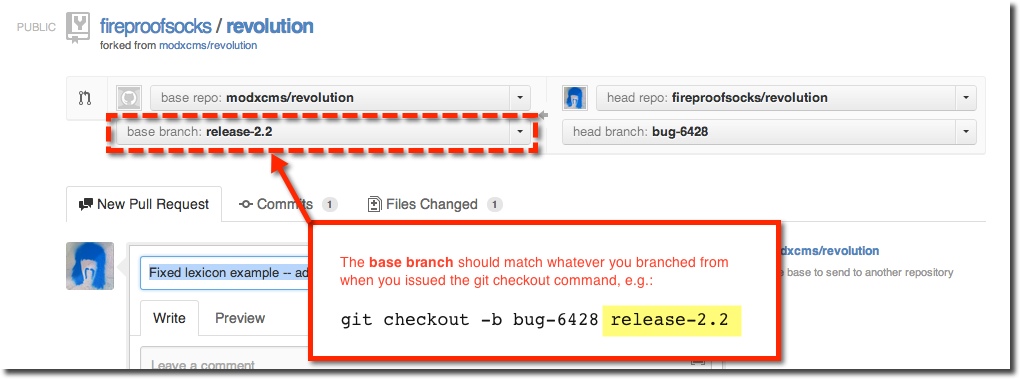 PUBLIC
fireproofsocks / revolution
forked from modxcms/revolution
base repo: modxcms/revolution
head repo: fireproofsocks/revolution
base branch: release-2.2
head branch: bug-6428
New Pull Request
Commits 1
Files Changed 1
The base branch should match whatever you branched from
when you issued the git checkout command, e.g.:
git checkout -b bug-6428 release-2.2
dxcms/revolution
base to send to another repository
Fixed lexicon example -- ad
Write
Preview
Leave a comment